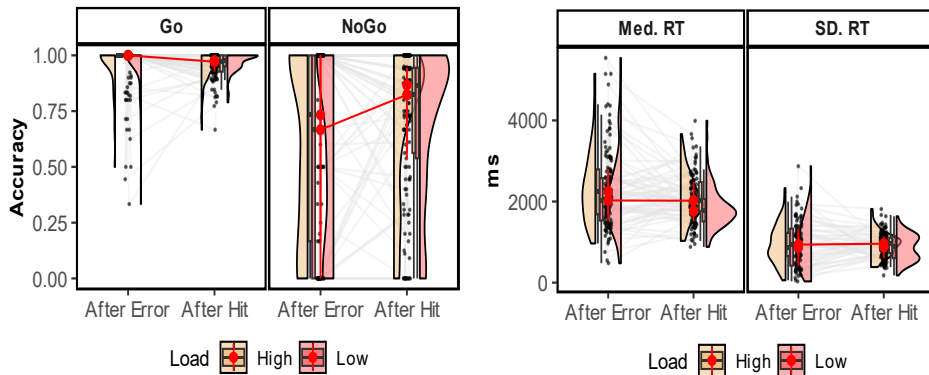 Go NoGo
Accuracy
1.00
0.75
0.50
0.25
0.00
After Error After Hit After Error After Hit
Load High Low
Med. RT SD. RT
ms
4000
2000
0
After Error After Hit After Error After Hit
Load High Low